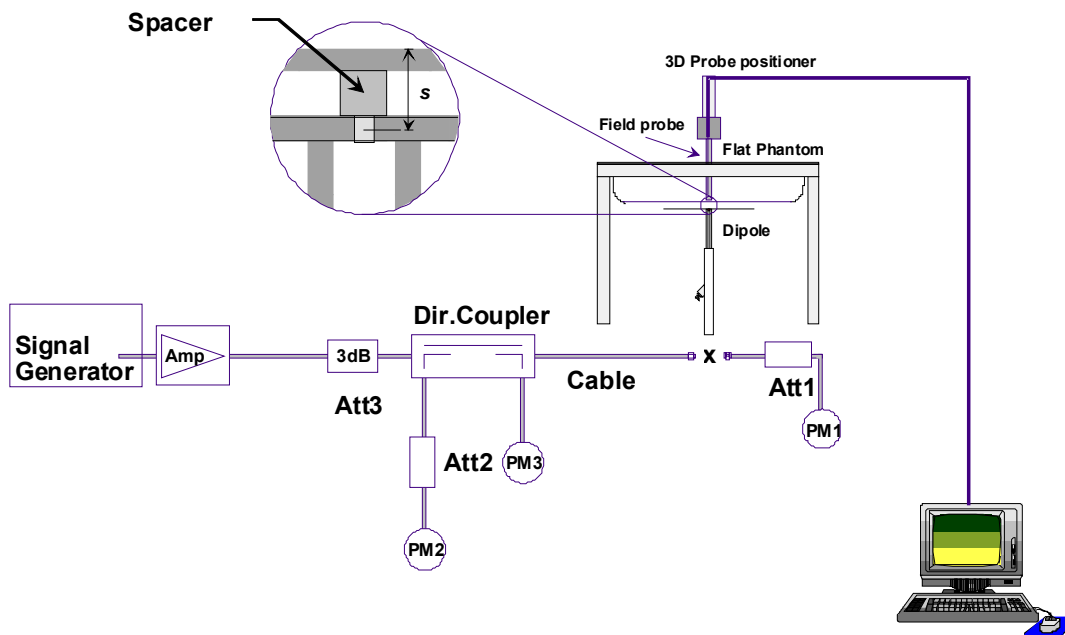 Spacer
s
3D Probe positioner
Field probe
Flat Phantom
Dipole
Dir.Coupler
Signal
Generator
Amp
3dB
Att3
Cable
x
Att1
PM1
Att2
PM3
PM2